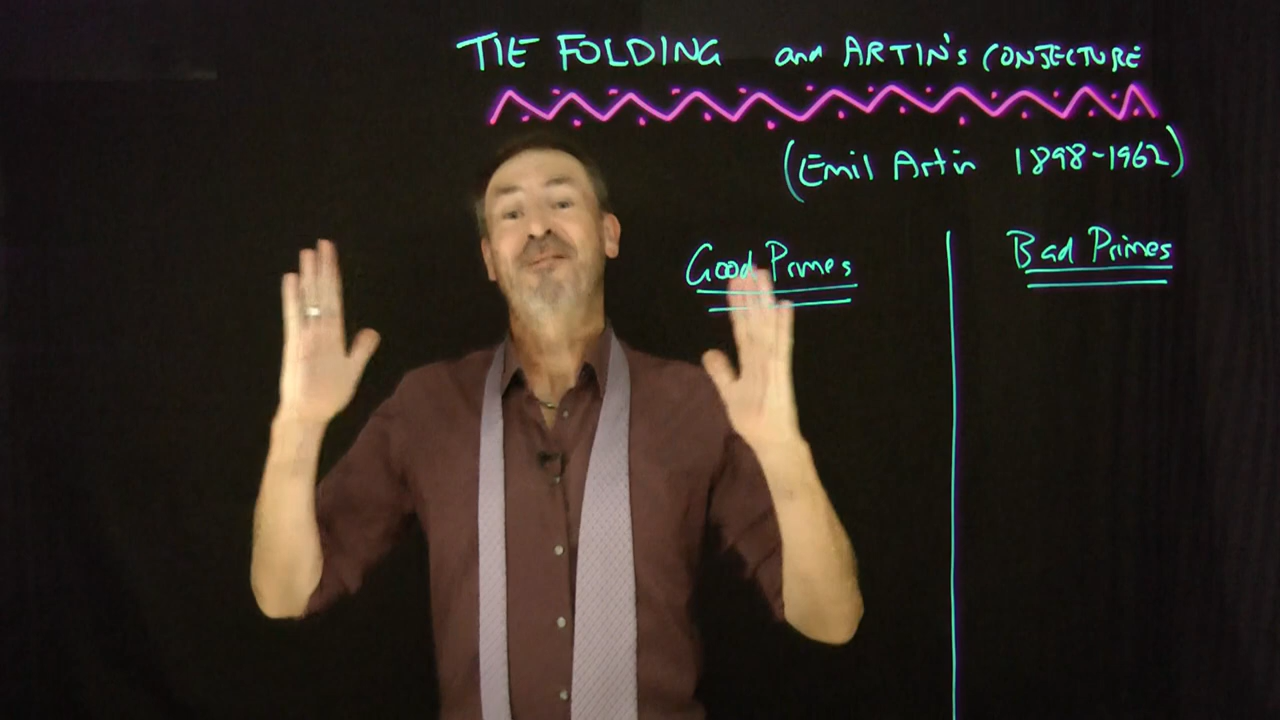 TIE FOLDING and ARTIN's CONJECTURE
(Emil Artin 1898-1962)
Good Primes
Bad Primes